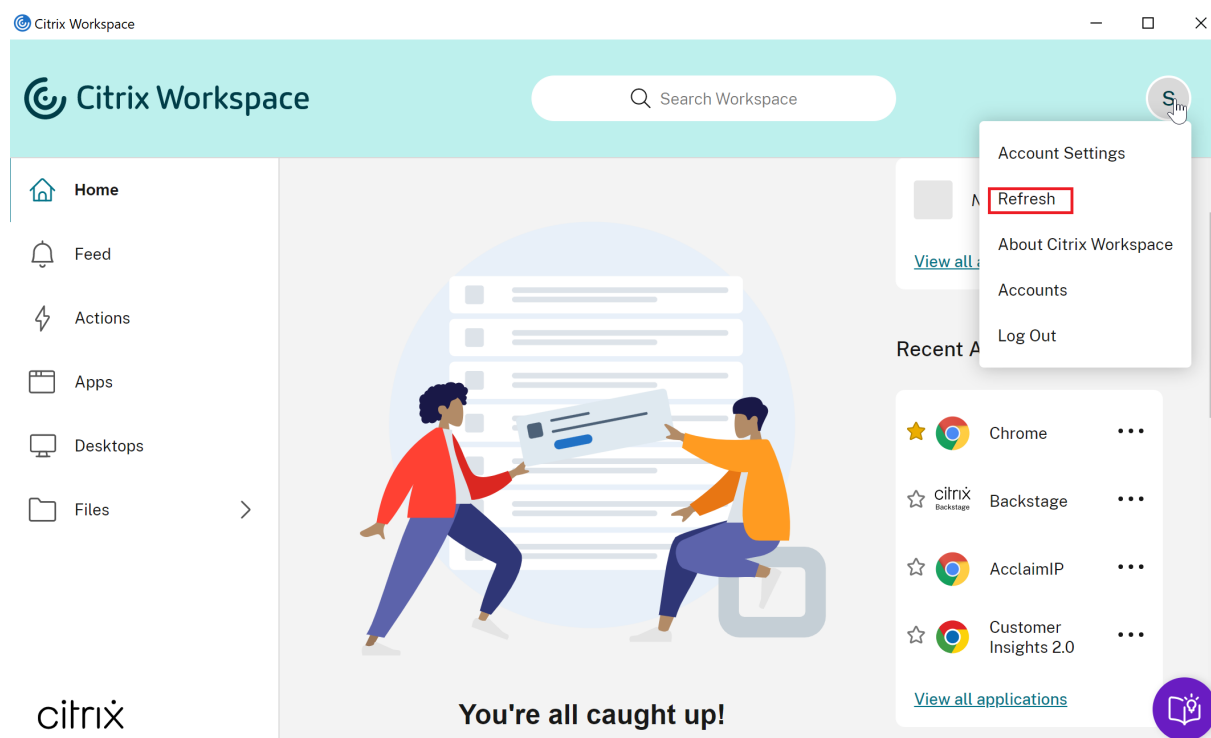 Citrix Workspace
Citrix Workspace
Search Workspace
S
Account Settings
Refresh
About Citrix Workspace
Accounts
Log Out
Home
Feed
Actions
Apps
Desktops
Files
citrix
You're all caught up!
View all
Recent A
Chrome
citrix
Backstage
Backstage
AcclaimIP
Customer
Insights 2.0
View all applications